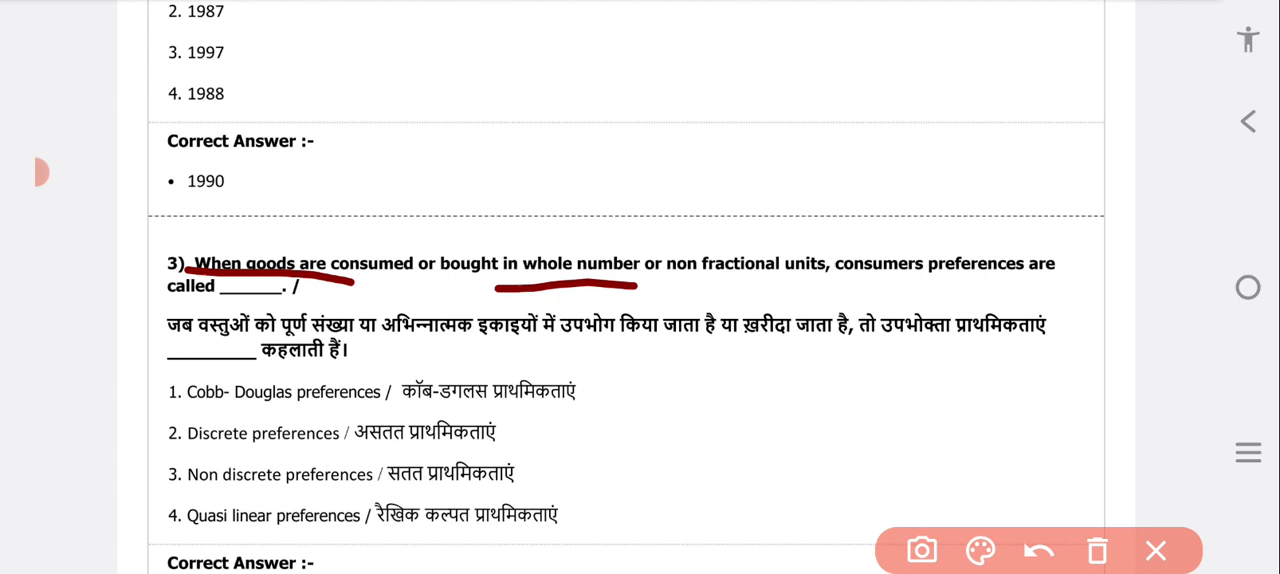 2. 1987
3. 1997
4. 1988
Correct Answer :-
• 1990
3) When goods are consumed or bought in whole number or non fractional units, consumers preferences are
called ______. /
जब वस्तुओं को पूर्ण संख्या या अभिन्नात्मक इकाइयों में उपभोग किया जाता है या ख़रीदा जाता है, तो उपभोक्ता प्राथमिकताएं
_________ कहलाती हैं।
1. Cobb- Douglas preferences / कॉब-डगलस प्राथमिकताएं
2. Discrete preferences / असतत प्राथमिकताएं
3. Non discrete preferences / सतत प्राथमिकताएं
4. Quasi linear preferences / रैखिक कल्पत प्राथमिकताएं
Correct Answer :-